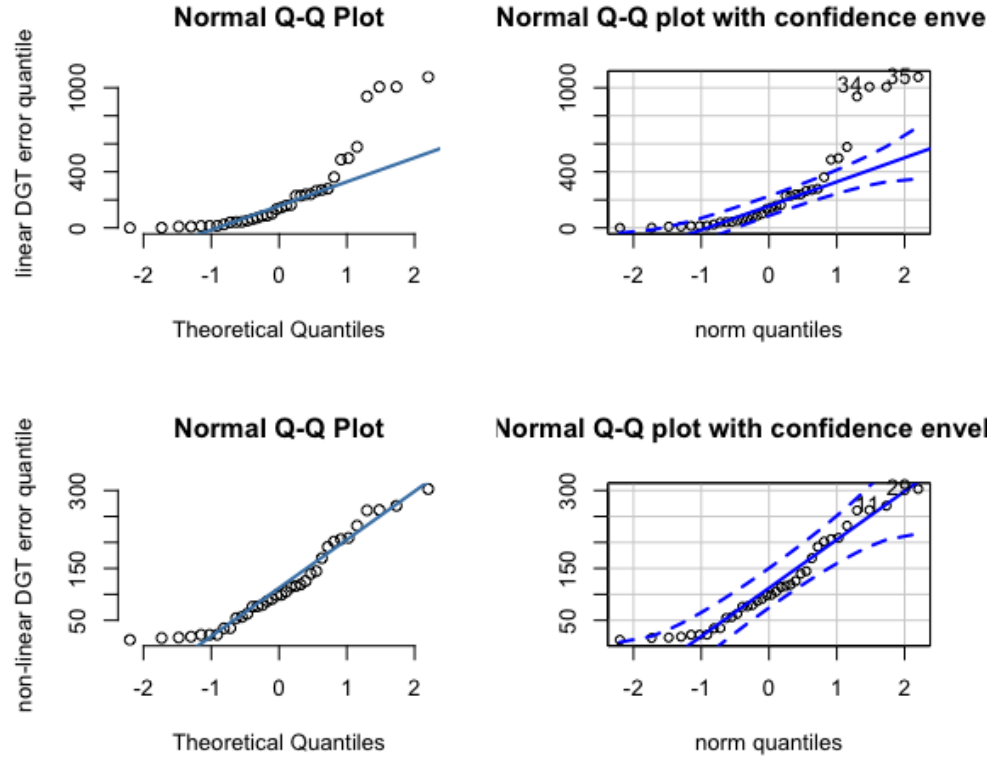 Normal Q-Q Plot
linear DGT error quantile
1000
400
0
-2 -1 0 1 2
Theoretical Quantiles
Normal Q-Q plot with confidence enve
1000
400
0
34
35
-2 -1 0 1 2
norm quantiles
Normal Q-Q Plot
non-linear DGT error quantile
300
150
50
-2 -1 0 1 2
Theoretical Quantiles
Normal Q-Q plot with confidence envel
300
150
50
11
29
-2 -1 0 1 2
norm quantiles